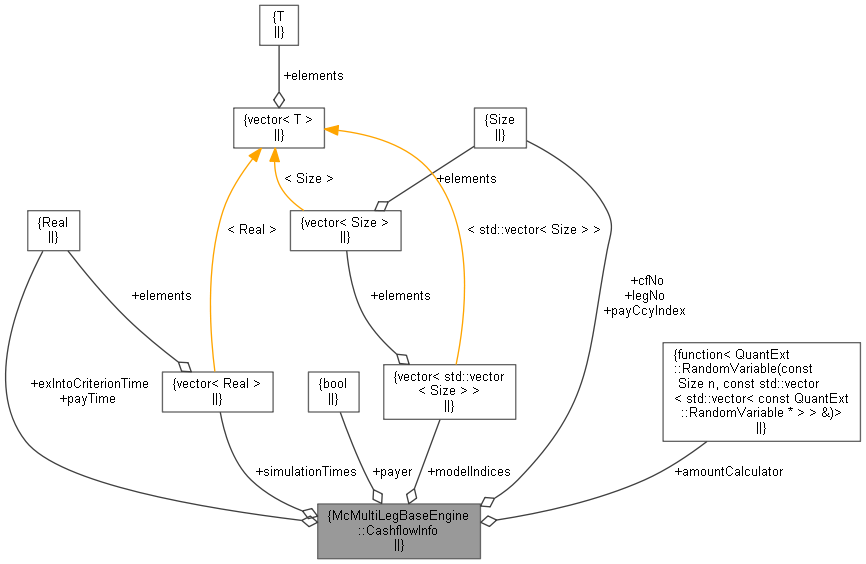 {T
||}
+elements
{vector< T >
||}
{Size
||}
< Size >
+elements
{Real
||}
{vector< Size >
||}
< Real >
< std::vector< Size > >
+elements
+elements
+cfNo
+legNo
+payCcyIndex
{function< QuantExt
::RandomVariable(const
Size n, const std::vector
< std::vector< const QuantExt
::RandomVariable * > > &)>
||}
+exIntoCriterionTime
+payTime
{vector< Real >
||}
{bool
||}
{vector< std::vector
< Size > >
||}
+simulationTimes
+payer
+modelIndices
+amountCalculator
{McMultiLegBaseEngine
::CashflowInfo
||}